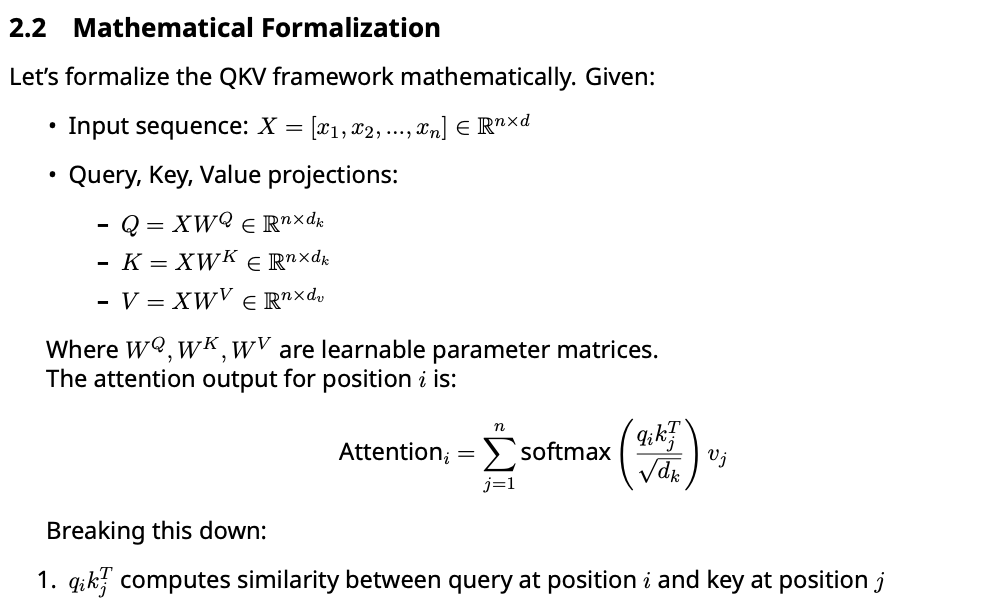 2.2 Mathematical Formalization
Let's formalize the QKV framework mathematically. Given:
• Input sequence: $X = [x_1, x_2, ..., x_n] \in \mathbb{R}^{n \times d}$
• Query, Key, Value projections:
– $Q = XW^Q \in \mathbb{R}^{n \times d_k}$
– $K = XW^K \in \mathbb{R}^{n \times d_k}$
– $V = XW^V \in \mathbb{R}^{n \times d_v}$
Where $W^Q, W^K, W^V$ are learnable parameter matrices.
The attention output for position $i$ is:
$\text{Attention}_i = \sum_{j=1}^{n} \text{softmax}\left(\frac{q_i k_j^T}{\sqrt{d_k}}\right) v_j$
Breaking this down:
1. $q_i k_j^T$ computes similarity between query at position $i$ and key at position $j$